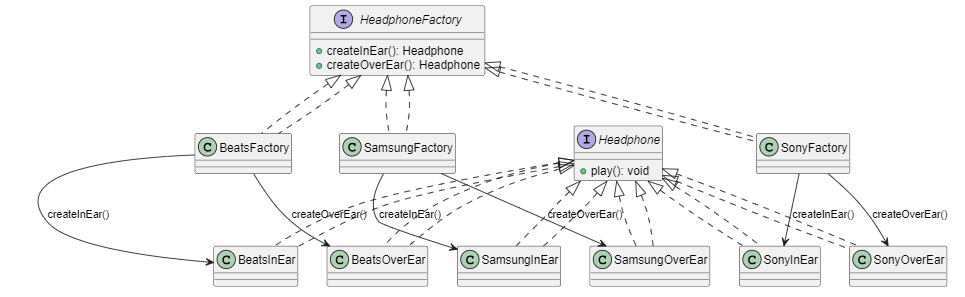 I HeadphoneFactory
createInEar(): Headphone
createOverEar(): Headphone
C BeatsFactory
C SamsungFactory
I Headphone
play(): void
C SonyFactory
createInEar()
createOverEar()
createInEar()
createOverEar()
createInEar()
createOverEar()
C BeatsInEar
C BeatsOverEar
C SamsungInEar
C SamsungOverEar
C SonyInEar
C SonyOverEar